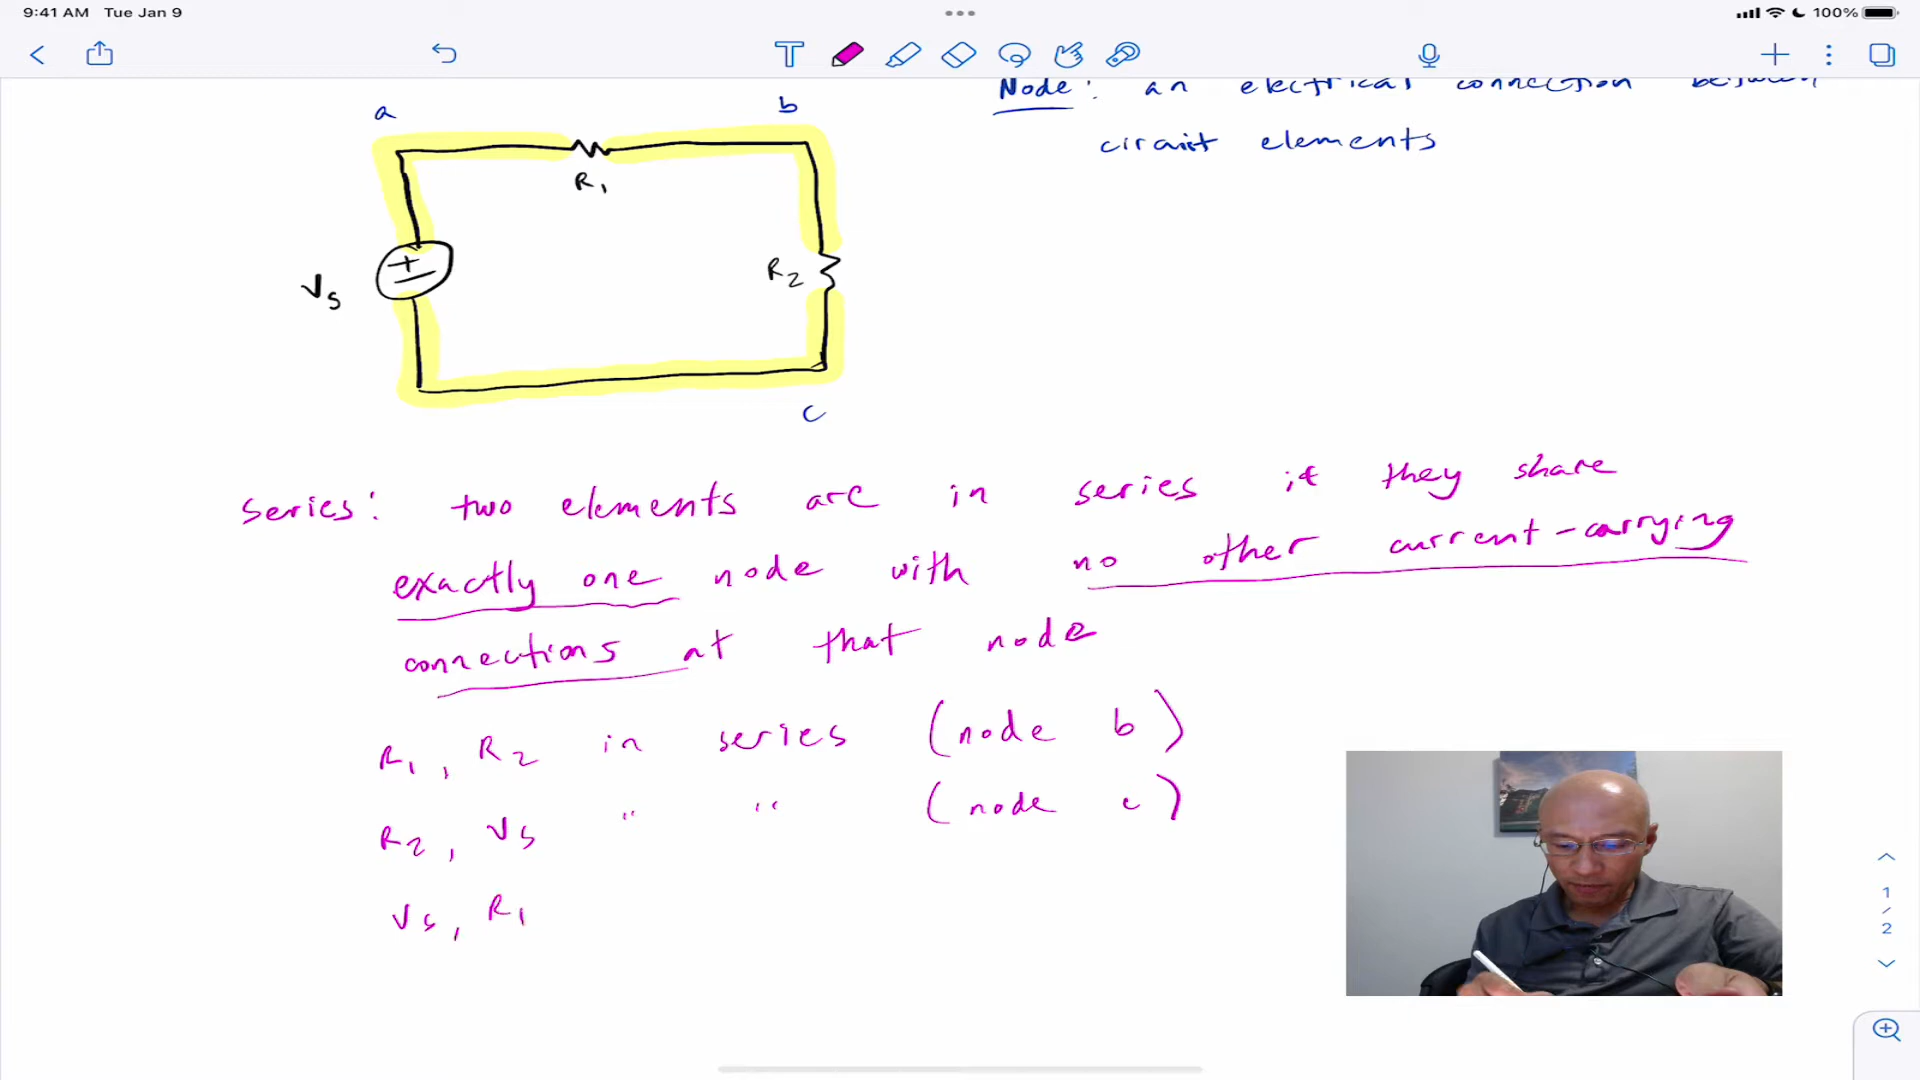 9:41 AM Tue Jan 9
100%
Node: an electrical connection between
circuit elements
a
b
R1
Vs
+
R2
c
Series: two elements are in series if they share
exactly one node with no other current-carrying
connections at that node
R1, R2 in series (node b)
R2, Vs " " (node c)
Vs, R1
1
/
2